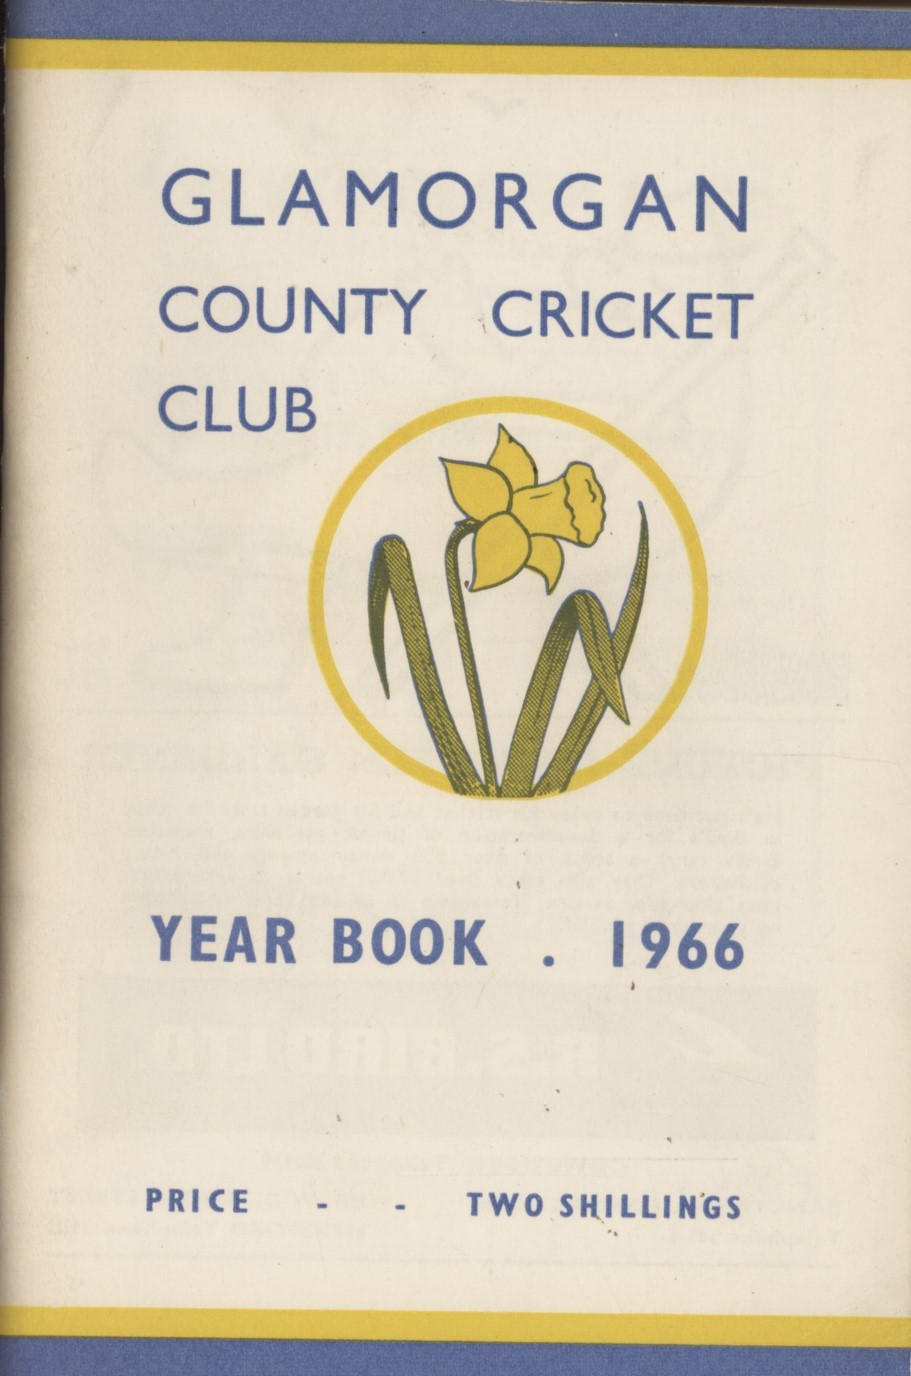 GLAMORGAN
COUNTY CRICKET
CLUB
YEAR BOOK . 1966
PRICE - - TWO SHILLINGS